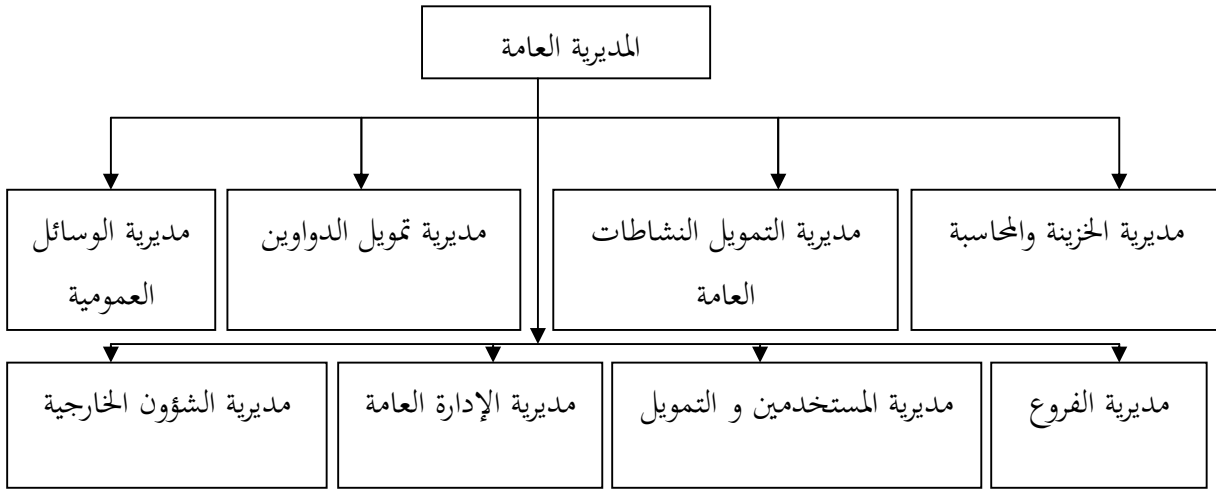 المديرية العامة
مديرية الخزينة والمحاسبة
مديرية التمويل النشاطات
العامة
مديرية تمويل الدواوين
مديرية الوسائل
العمومية
مديرية الفروع
مديرية المستخدمين و التمويل
مديرية الإدارة العامة
مديرية الشؤون الخارجية